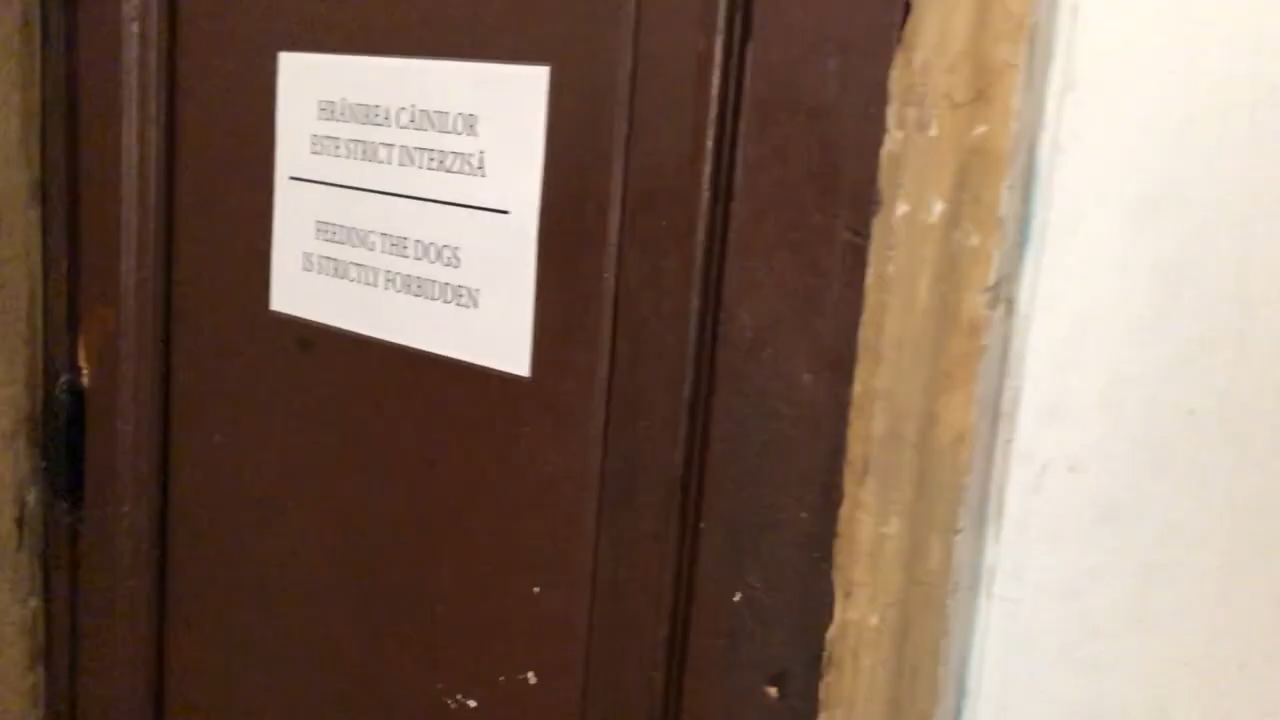 HRĂNIREA CÂINILOR
ESTE STRICT INTERZISĂ
FEEDING THE DOGS
IS STRICTLY FORBIDDEN